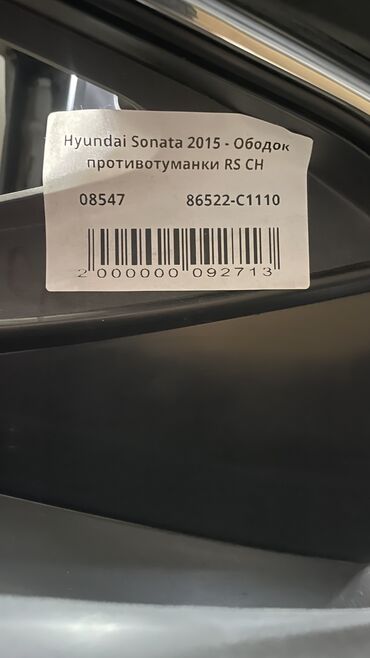 Hyundai Sonata 2015 - Ободок
противотуманки RS CH
08547 86522-C1110
2 000000 092713